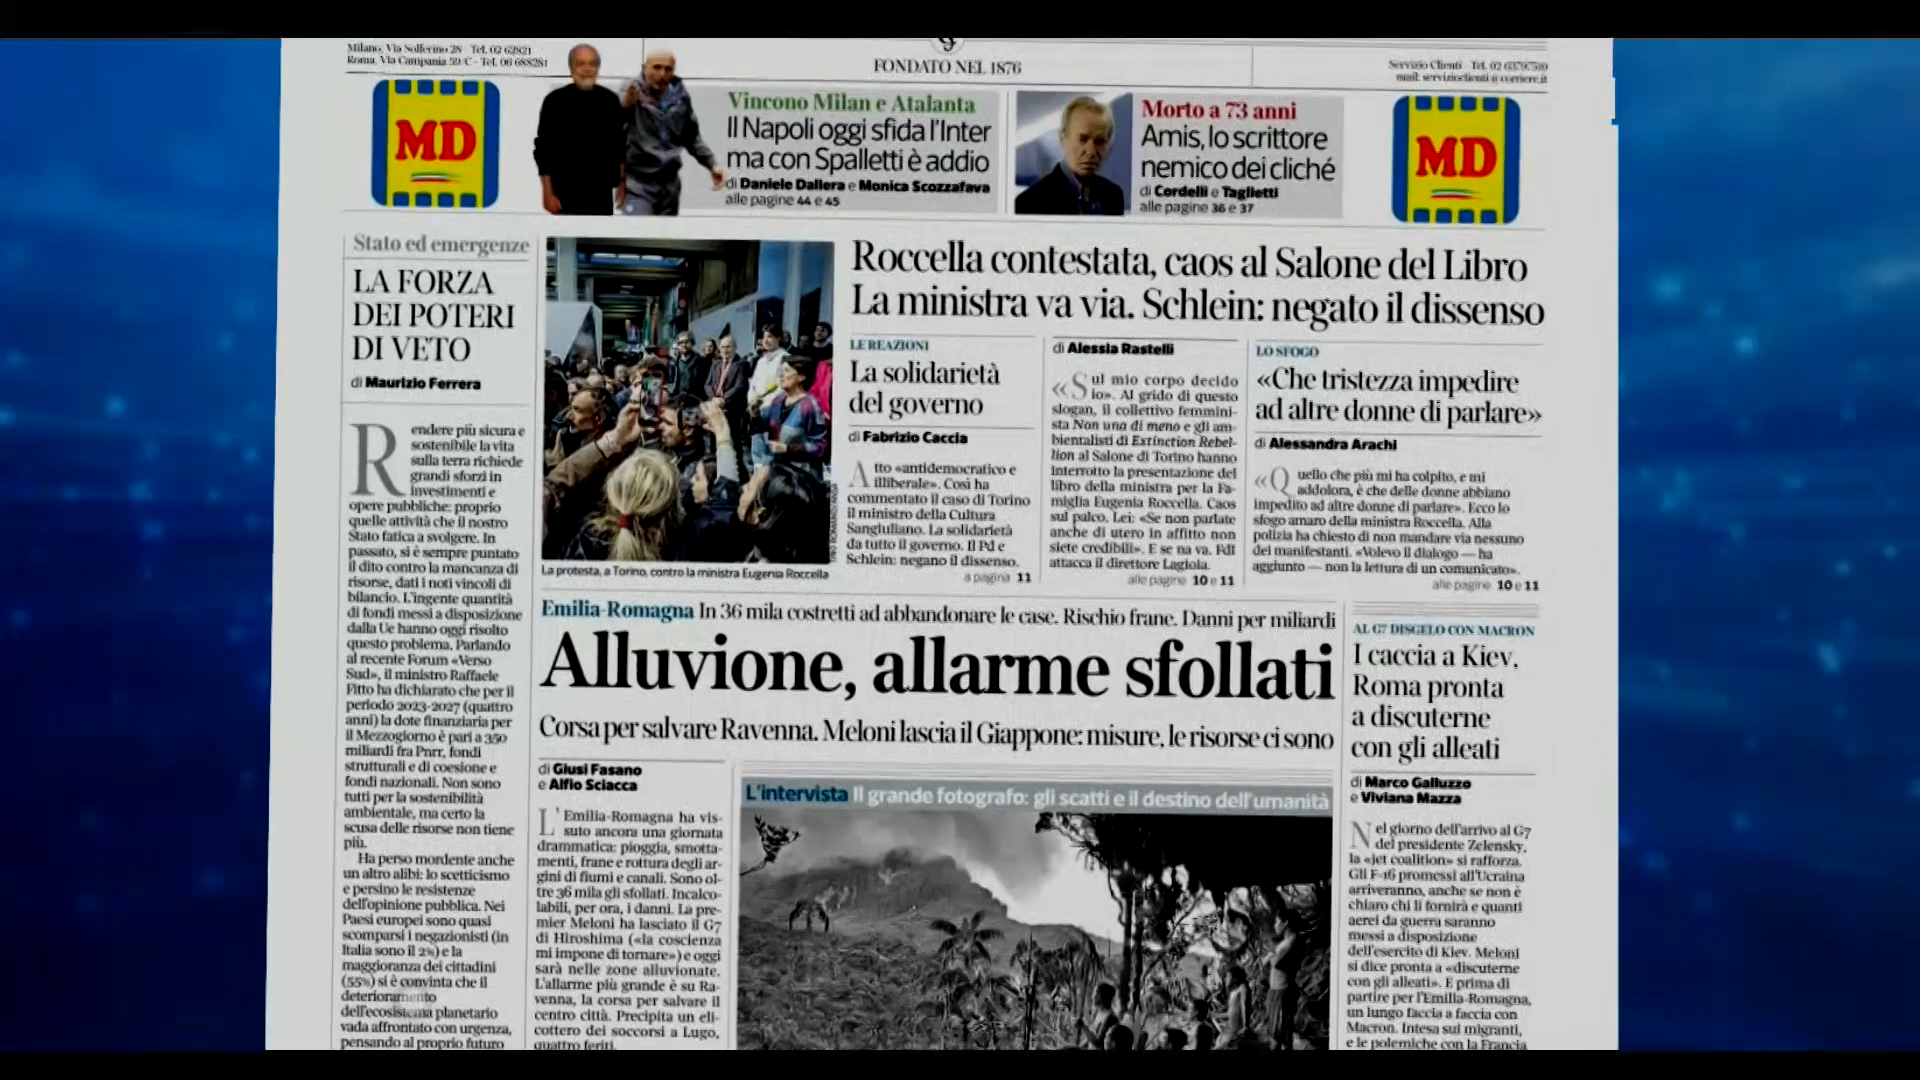 Milano, Via Solferino 28 - Tel. 02 62821
Roma, Via Campania 59/C - Tel. 06 688281
FONDATO NEL 1876
Servizio Clienti - Tel. 02 63797510
mail: servizioclienti@corriere.it
MD
Vincono Milan e Atalanta
Il Napoli oggi sfida l'Inter
ma con Spalletti è addio
di Daniele Dallera e Monica Scozzafava
alle pagine 44 e 45
Morto a 73 anni
Amis, lo scrittore
nemico dei cliché
di Cordelli e Taglietti
alle pagine 36 e 37
MD
Stato ed emergenze
LA FORZA
DEI POTERI
DI VETO
di Maurizio Ferrera
Rendere più sicura e
sostenibile la vita
sulla terra richiede
grandi sforzi in
investimenti e
opere pubbliche: proprio
quelle attività che il nostro
Stato fatica a svolgere. In
passato, si è sempre puntato
il dito contro la mancanza di
risorse, dati i noti vincoli di
bilancio. L'ingente quantità
di fondi messi a disposizione
dalla Ue hanno oggi risolto
questo problema. Parlando
al recente Forum «Verso
Sud», il ministro Raffaele
Fitto ha dichiarato che per il
periodo 2023-2027 (quattro
anni) la dote finanziaria per
il Mezzogiorno è pari a 350
miliardi fra Pnrr, fondi
strutturali e di coesione e
fondi nazionali. Non sono
tutti per la sostenibilità
ambientale, ma certo la
scusa delle risorse non tiene
più.
Ha perso mordente anche
un altro alibi: lo scetticismo
e persino le resistenze
dell'opinione pubblica. Nei
Paesi europei sono quasi
scomparsi i negazionisti (in
Italia sono il 2%) e la
maggioranza dei cittadini
(55%) si è convinta che il
deterioramento
dell'ecosistema planetario
vada affrontato con urgenza,
pensando al proprio futuro
La protesta, a Torino, contro la ministra Eugenia Roccella
Roccella contestata, caos al Salone del Libro
La ministra va via. Schlein: negato il dissenso
LE REAZIONI
La solidarietà
del governo
di Fabrizio Caccia
Atto «antidemocratico e
illiberale». Così ha
commentato il caso di Torino
il ministro della Cultura
Sangiuliano. La solidarietà
da tutto il governo. Il Pd e
Schlein: negano il dissenso.
a pagina 11
di Alessia Rastelli
«Sul mio corpo decido
io». Al grido di questo
slogan, il collettivo femmini-
sta Non una di meno e gli am-
bientalisti di Extinction Rebel-
lion al Salone di Torino hanno
interrotto la presentazione del
libro della ministra per la Fa-
miglia Eugenia Roccella. Caos
sul palco. Lei: «Se non parlate
anche di utero in affitto non
siete credibili». E se na va. FdI
attacca il direttore Lagioia.
alle pagine 10 e 11
LO SFOGO
«Che tristezza impedire
ad altre donne di parlare»
di Alessandra Arachi
«Quello che più mi ha colpito, e mi
addolora, è che delle donne abbiano
impedito ad altre donne di parlare». Ecco lo
sfogo amaro della ministra Roccella. Alla
polizia ha chiesto di non mandare via nessuno
dei manifestanti. «Volevo il dialogo — ha
aggiunto — non la lettura di un comunicato».
alle pagine 10 e 11
Emilia-Romagna In 36 mila costretti ad abbandonare le case. Rischio frane. Danni per miliardi
Alluvione, allarme sfollati
Corsa per salvare Ravenna. Meloni lascia il Giappone: misure, le risorse ci sono
di Giusi Fasano
e Alfio Sciacca
L'Emilia-Romagna ha vis-
suto ancora una giornata
drammatica: pioggia, smotta-
menti, frane e rottura degli ar-
gini di fiumi e canali. Sono ol-
tre 36 mila gli sfollati. Incalco-
labili, per ora, i danni. La pre-
mier Meloni ha lasciato il G7
di Hiroshima («la coscienza
mi impone di tornare») e oggi
sarà nelle zone alluvionate.
L'allarme più grande è su Ra-
venna, la corsa per salvare il
centro città. Precipita un eli-
cottero dei soccorsi a Lugo,
quattro feriti.
L'intervista Il grande fotografo: gli scatti e il destino dell'umanità
AL G7 DISGELO CON MACRON
I caccia a Kiev,
Roma pronta
a discuterne
con gli alleati
di Marco Galluzzo
e Viviana Mazza
Nel giorno dell'arrivo al G7
del presidente Zelensky,
la «jet coalition» si rafforza.
Gli F-16 promessi all'Ucraina
arriveranno, anche se non è
chiaro chi li fornirà e quanti
aerei da guerra saranno
messi a disposizione
dell'esercito di Kiev. Meloni
si dice pronta a «discuterne
con gli alleati». E prima di
partire per l'Emilia-Romagna,
un lungo faccia a faccia con
Macron. Intesa sui migranti,
e le polemiche con la Francia